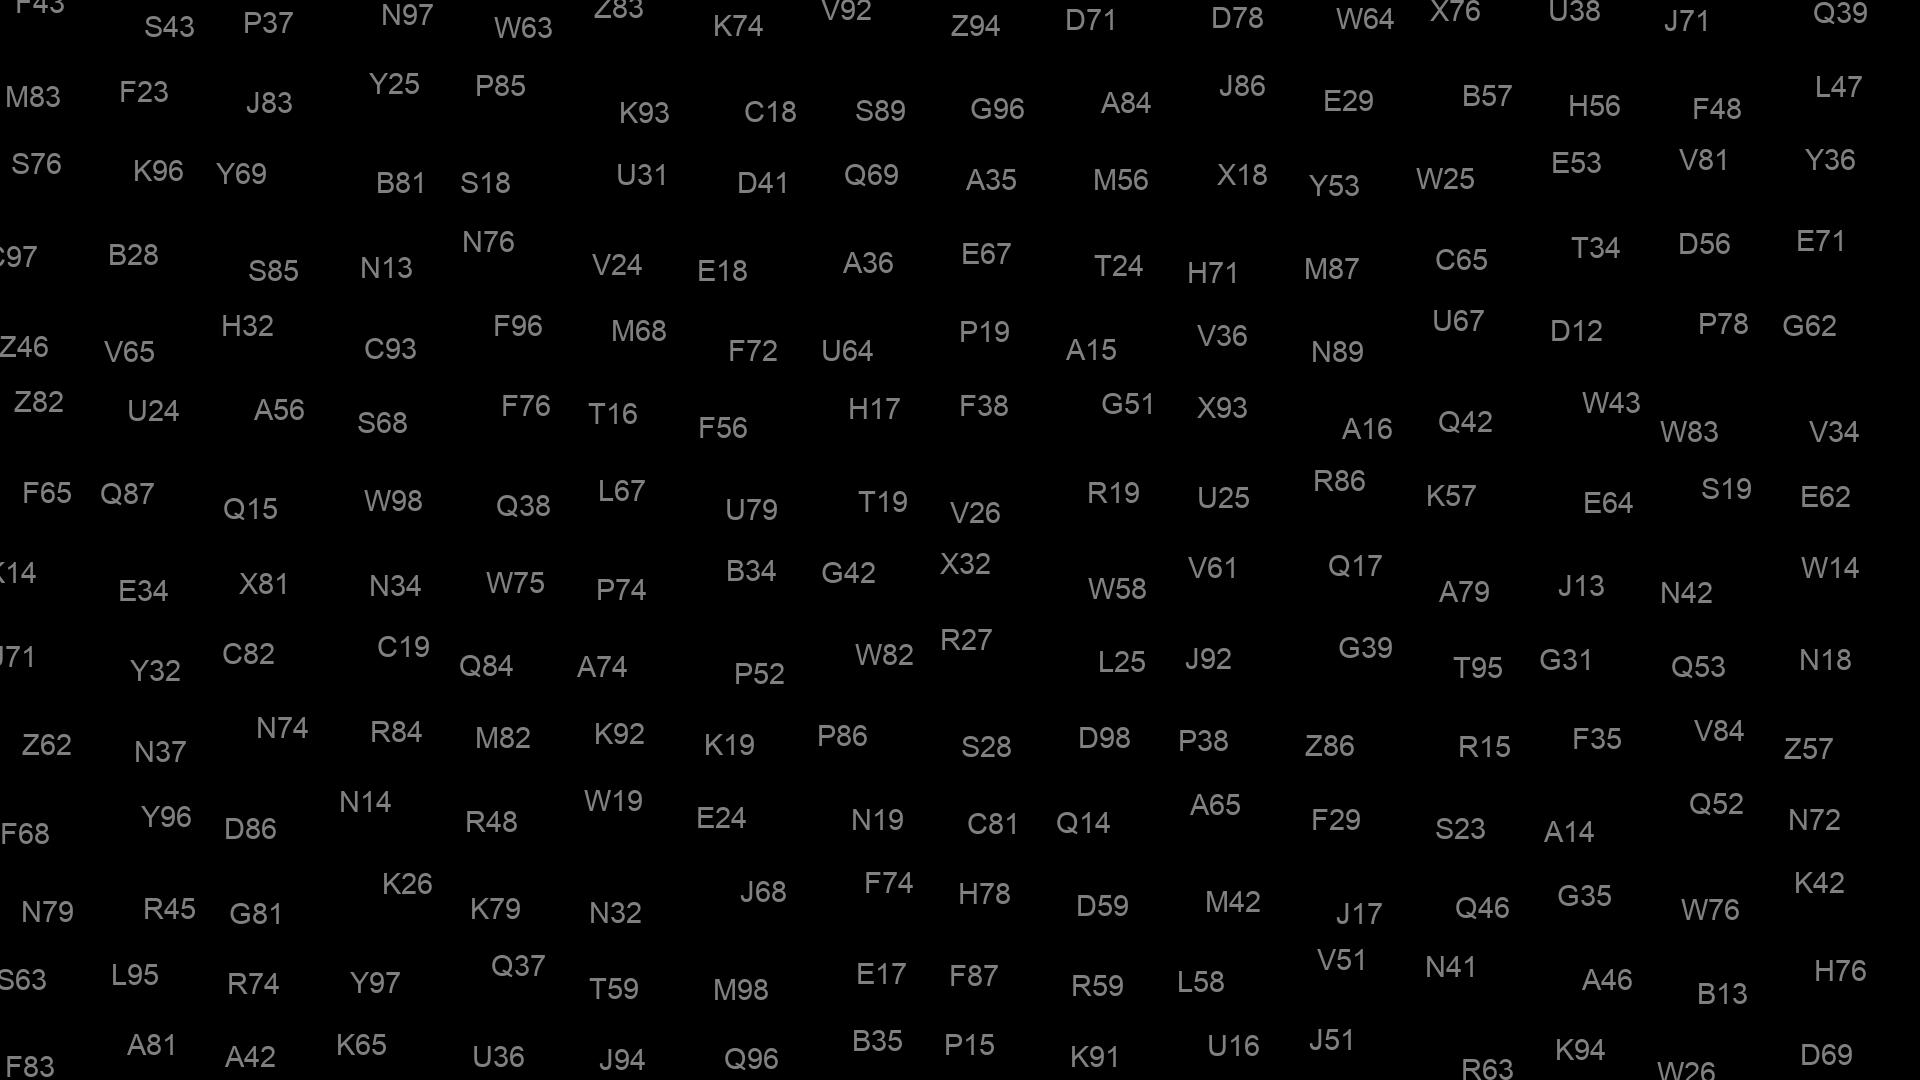 F43 S43 P37 N97 W63 Z83 K74 V92 Z94 D71 D78 W64 X76 U38 J71 Q39
M83 F23 J83 Y25 P85 K93 C18 S89 G96 A84 J86 E29 B57 H56 F48 L47
S76 K96 Y69 B81 S18 U31 D41 Q69 A35 M56 X18 Y53 W25 E53 V81 Y36
C97 B28 S85 N13 N76 V24 E18 A36 E67 T24 H71 M87 C65 T34 D56 E71
Z46 V65 H32 C93 F96 M68 F72 U64 P19 A15 V36 N89 U67 D12 P78 G62
Z82 U24 A56 S68 F76 T16 F56 H17 F38 G51 X93 A16 Q42 W43 W83 V34
F65 Q87 Q15 W98 Q38 L67 U79 T19 V26 R19 U25 R86 K57 E64 S19 E62
E34 X81 N34 W75 P74 B34 G42 X32 W58 V61 Q17 A79 J13 N42 W14
Y32 C82 C19 Q84 A74 P52 W82 R27 L25 J92 G39 T95 G31 Q53 N18
Z62 N37 N74 R84 M82 K92 K19 P86 S28 D98 P38 Z86 R15 F35 V84 Z57
F68 Y96 D86 N14 R48 W19 E24 N19 C81 Q14 A65 F29 S23 A14 Q52 N72
N79 R45 G81 K26 K79 N32 J68 F74 H78 D59 M42 J17 Q46 G35 W76 K42
S63 L95 R74 Y97 Q37 T59 M98 E17 F87 R59 L58 V51 N41 A46 B13 H76
F83 A81 A42 K65 U36 J94 Q96 B35 P15 K91 U16 J51 R63 K94 W26 D69